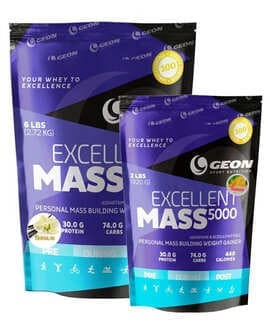 GEON
YOUR WHEY TO
EXCELLENCE
6 LBS
(2.72 KG)
EXCELLENT
MASS
PERSONAL MASS BUILDING WEIGHT
30.0 G
PROTEIN
74.0 G
CARBS
PRE
GEON
SPORT NUTRITION
2 LBS
(920 G)
EXCELLENT
MASS 5000
PERSONAL MASS BUILDING WEIGHT GAINER
30.0 G
PROTEIN
74.0 G
CARBS
440
CALORIES
PRE
POST